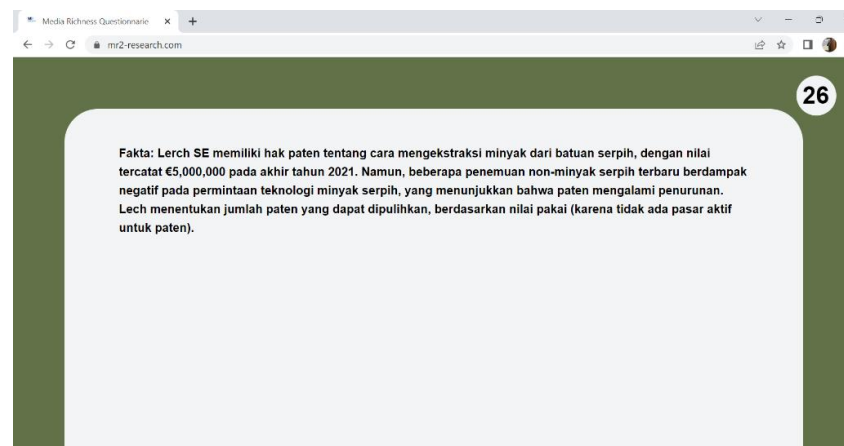 Media Richness Questionnarie
mr2-research.com
26
Fakta: Lerch SE memiliki hak paten tentang cara mengekstraksi minyak dari batuan serpih, dengan nilai
tercatat €5,000,000 pada akhir tahun 2021. Namun, beberapa penemuan non-minyak serpih terbaru berdampak
negatif pada permintaan teknologi minyak serpih, yang menunjukkan bahwa paten mengalami penurunan.
Lech menentukan jumlah paten yang dapat dipulihkan, berdasarkan nilai pakai (karena tidak ada pasar aktif
untuk paten).